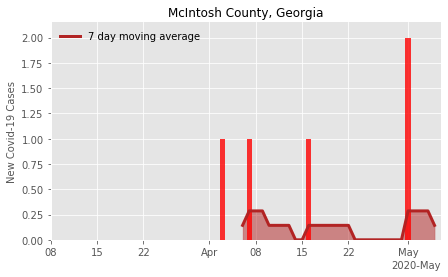 McIntosh County, Georgia
7 day moving average
New Covid-19 Cases
2.00
1.75
1.50
1.25
1.00
0.75
0.50
0.25
0.00
08 15 22 Apr 08 15 22 May
2020-May